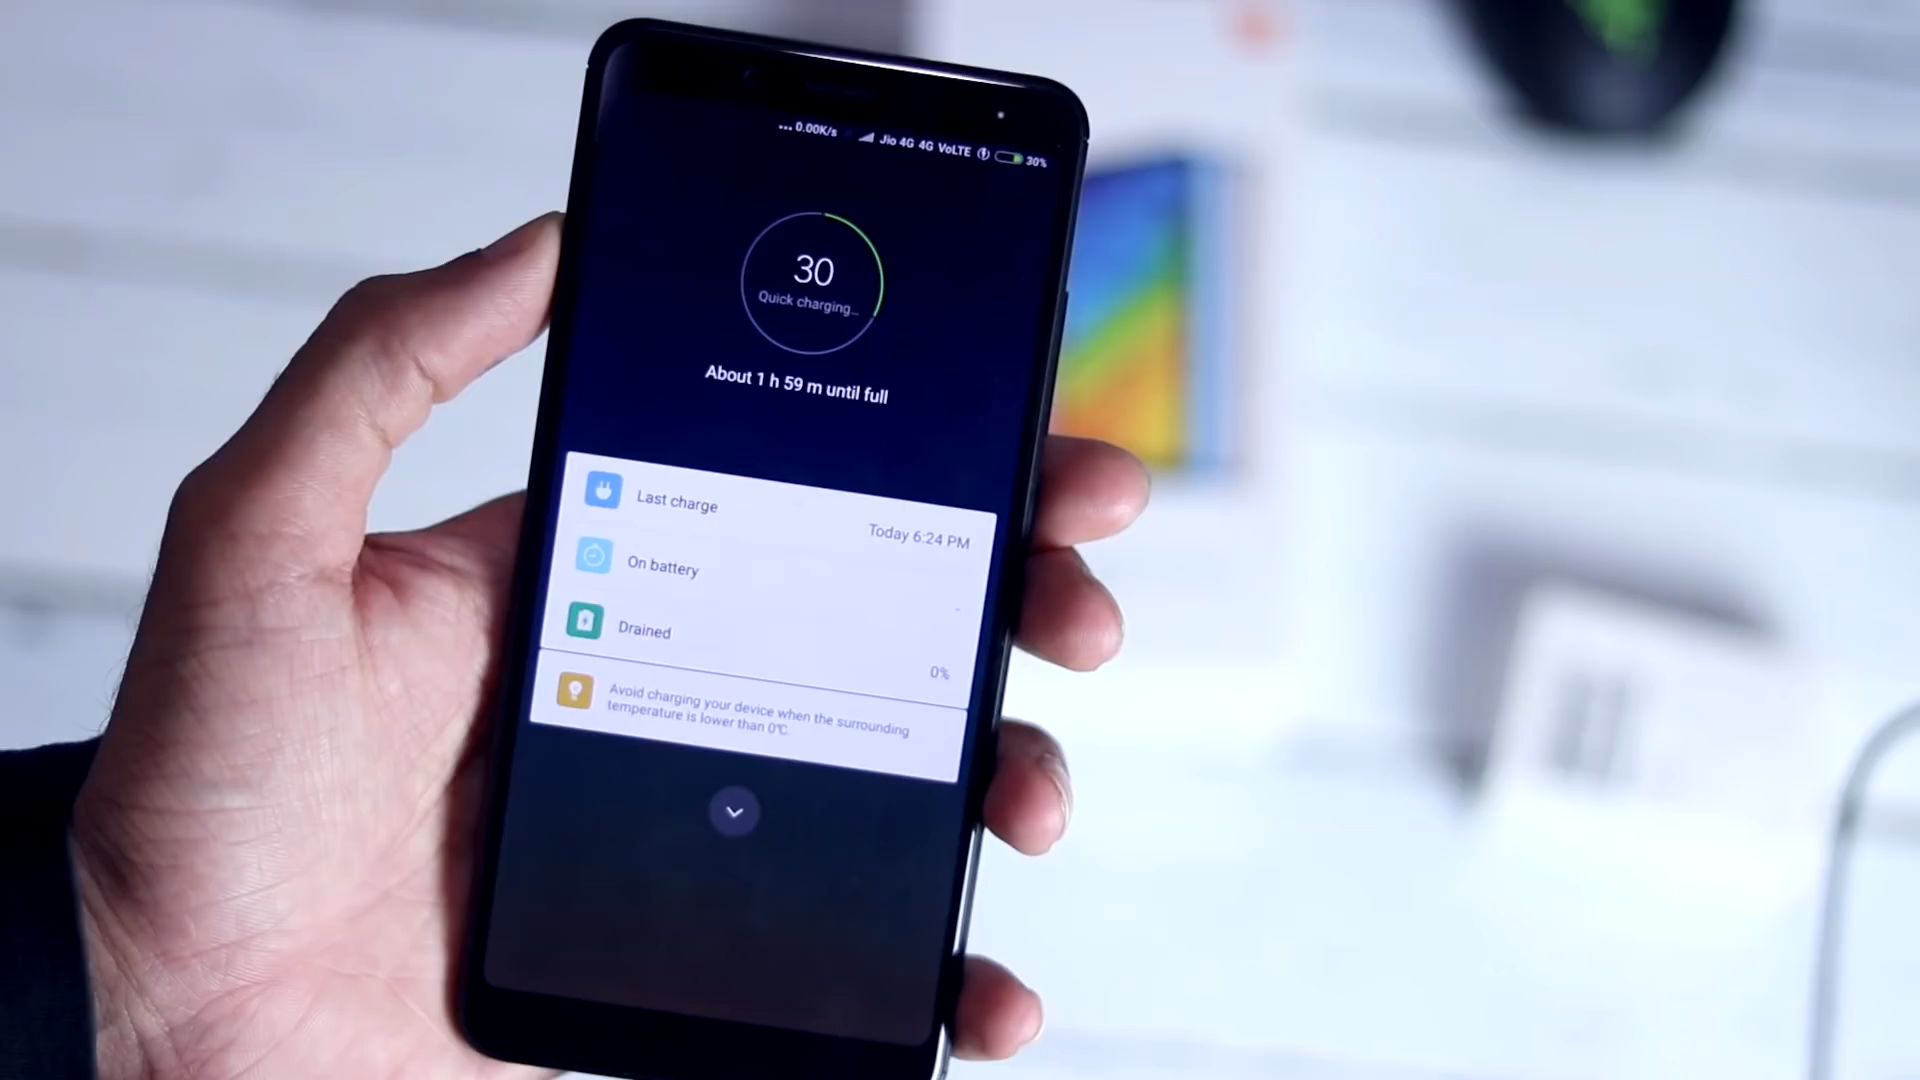 ... 0.00K/s Jio 4G 4G VoLTE 30%
30
Quick charging...
About 1 h 59 m until full
Last charge
Today 6:24 PM
On battery
-
Drained
0%
Avoid charging your device when the surrounding
temperature is lower than 0℃.